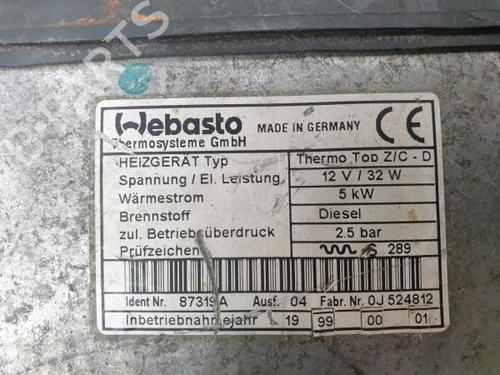 Webasto
Thermosysteme GmbH
MADE IN GERMANY
CE
HEIZGERÄT Typ Thermo Top Z/C - D
Spannung / El. Leistung 12 V / 32 W
Wärmestrom 5 kW
Brennstoff Diesel
zul. Betriebsüberdruck 2.5 bar
Prüfzeichen S 289
Ident Nr. 87319A Ausf. 04 Fabr. Nr. 0J 524812
Inbetriebnahmejahr 19 99 00 01